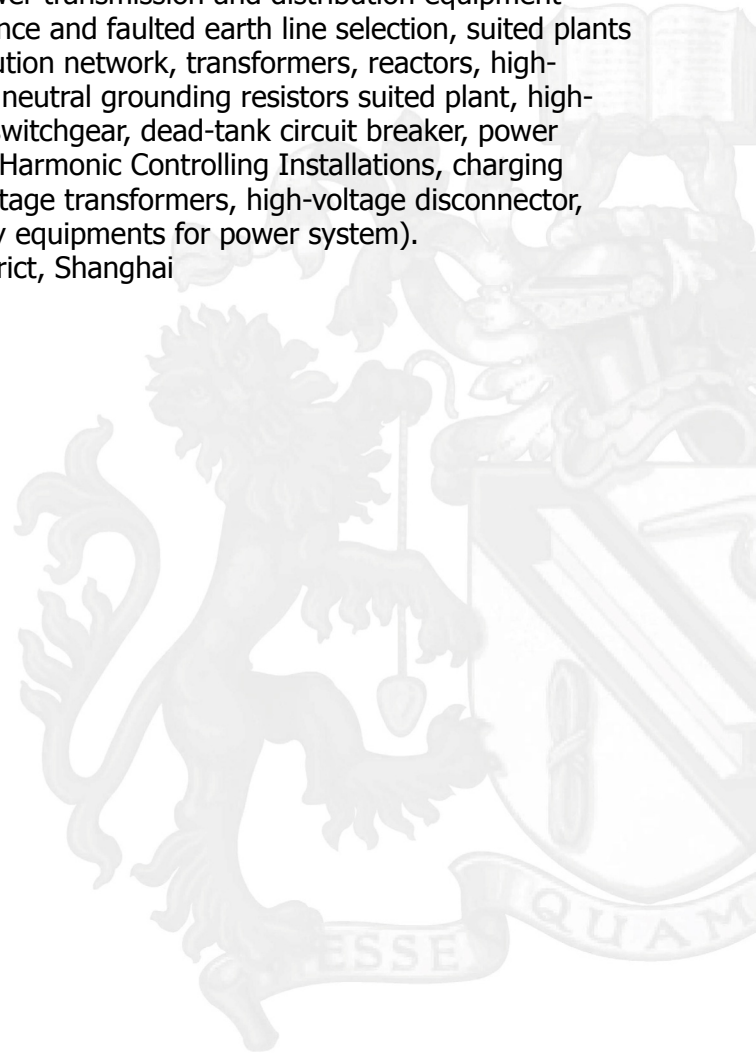 wer transmission and distribution equipment
nce and faulted earth line selection, suited plants
ution network, transformers, reactors, high-
neutral grounding resistors suited plant, high-
switchgear, dead-tank circuit breaker, power
Harmonic Controlling Installations, charging
tage transformers, high-voltage disconnector,
y equipments for power system).
rict, Shanghai
ESSE
QUAM